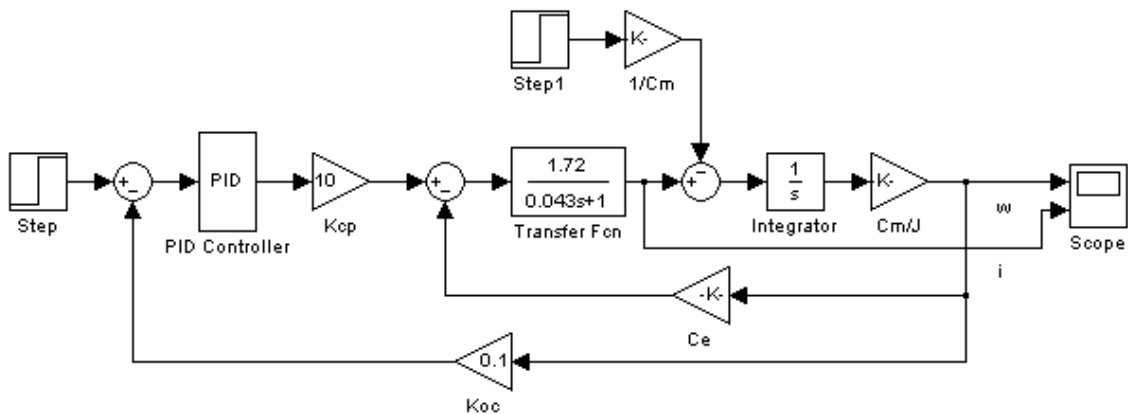 K-
Step1
1/Cm
+
-
PID
10
+
-
1.72
0.043s+1
+
-
1
s
K-
w
Step
PID Controller
Kcp
Transfer Fcn
Integrator
Cm/J
Scope
i
-K-
Ce
0.1
Koc